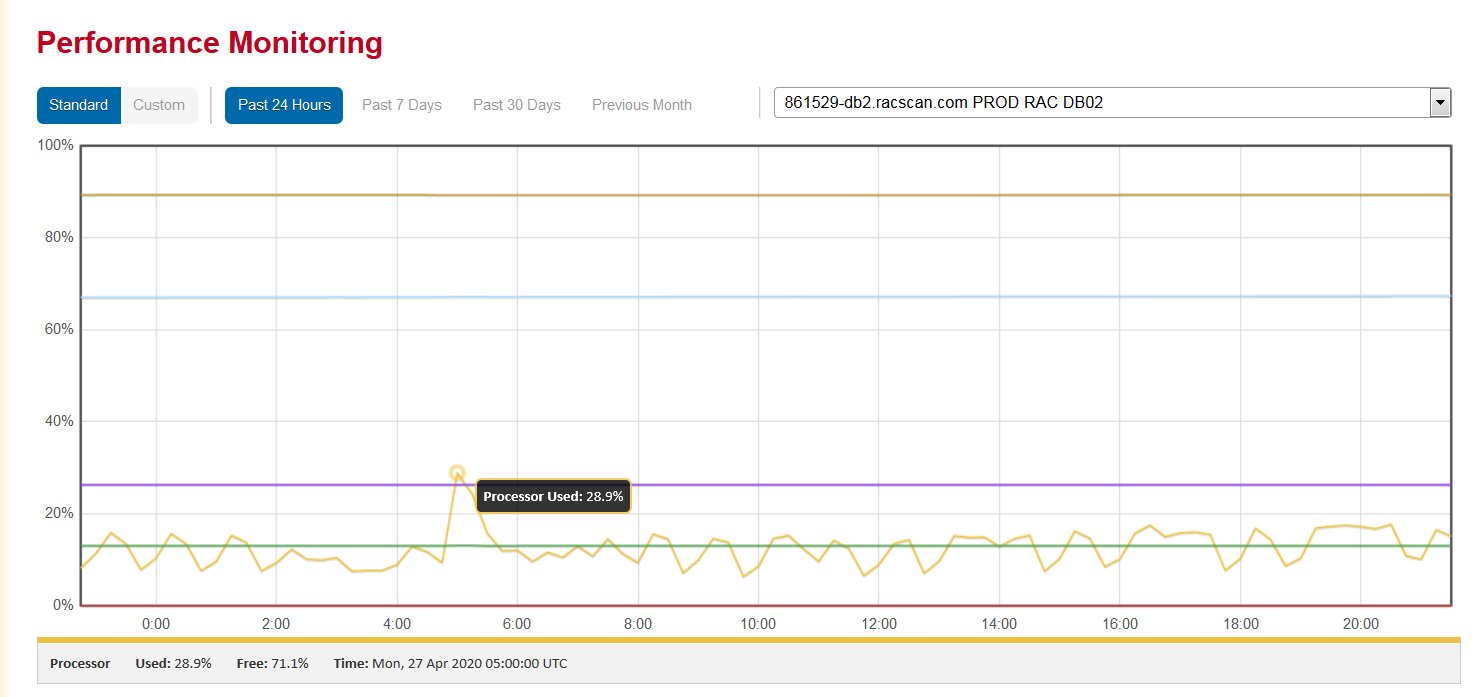 Performance Monitoring
Standard Custom Past 24 Hours Past 7 Days Past 30 Days Previous Month 861529-db2.racscan.com PROD RAC DB02
100%
80%
60%
40%
Processor Used: 28.9%
20%
0%
0:00 2:00 4:00 6:00 8:00 10:00 12:00 14:00 16:00 18:00 20:00
Processor Used: 28.9% Free: 71.1% Time: Mon, 27 Apr 2020 05:00:00 UTC